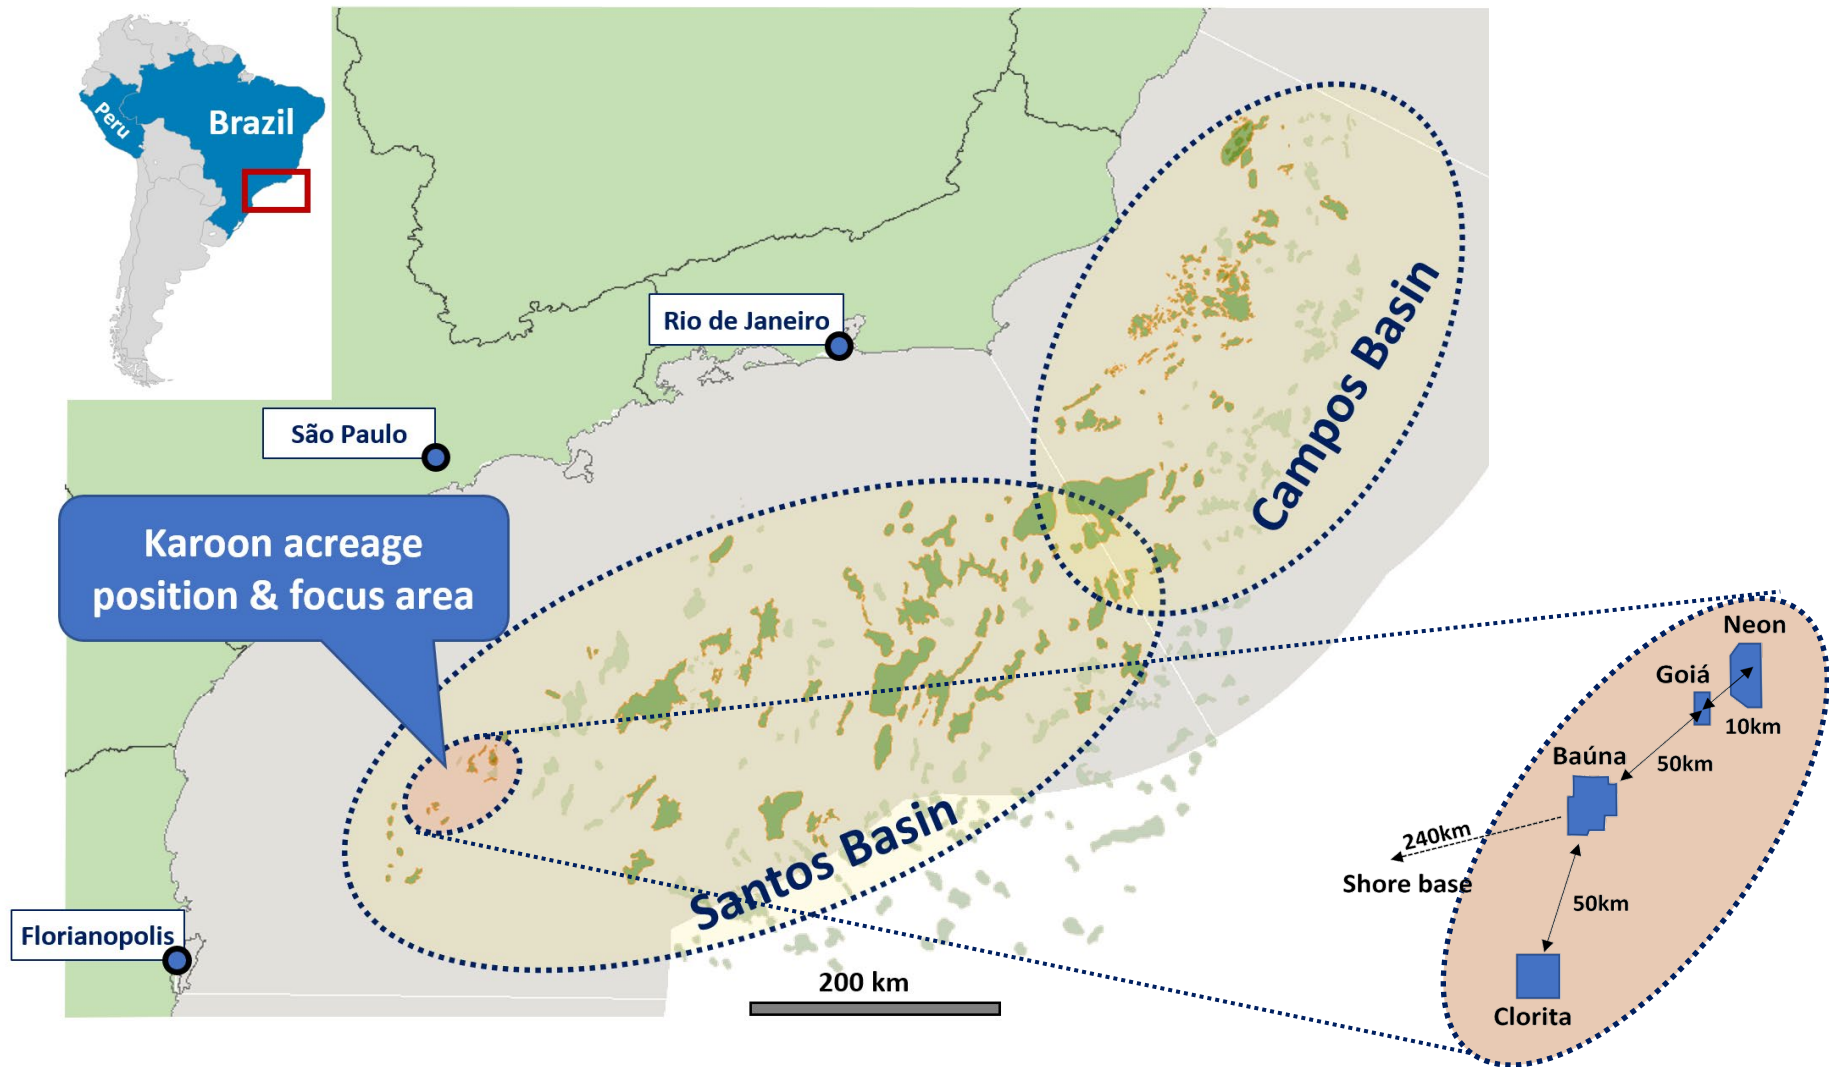 Peru
Brazil
Rio de Janeiro
São Paulo
Karoon acreage
position & focus area
Campos Basin
Santos Basin
Florianopolis
200 km
Neon
Goiá
10km
Baúna
50km
240km
Shore base
50km
Clorita